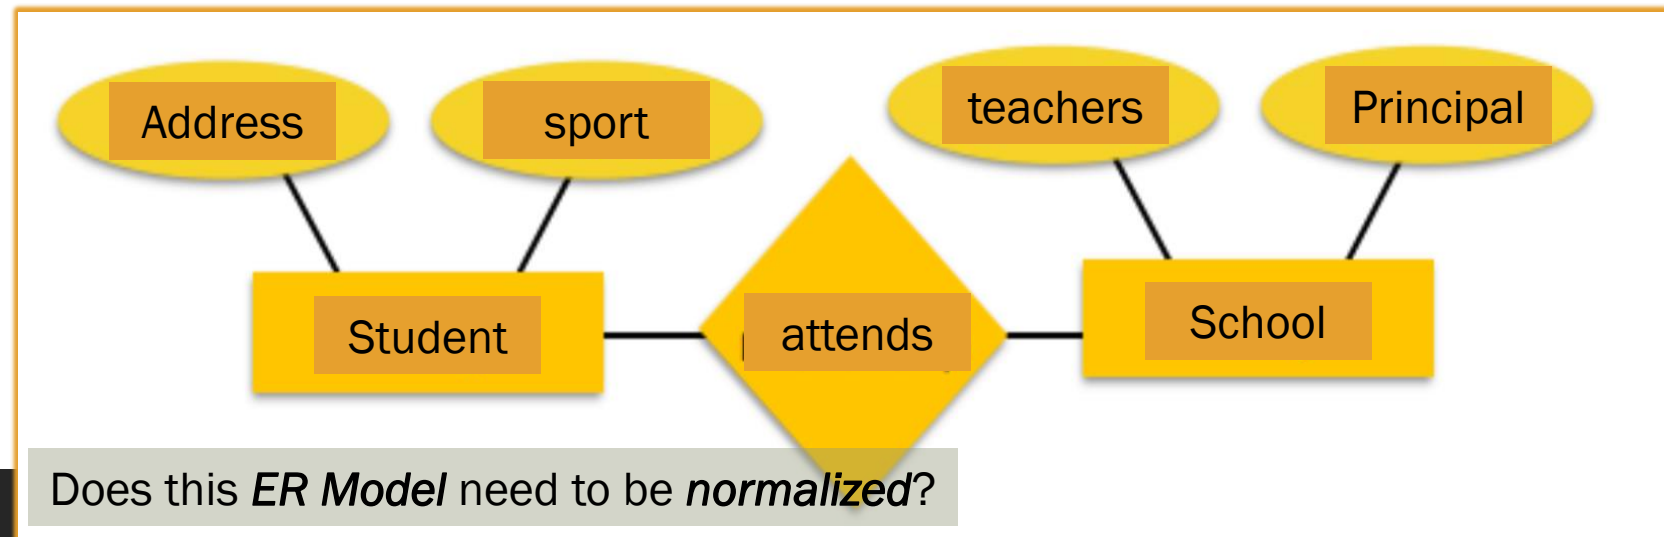 Address
sport
teachers
Principal
Student
attends
School
Does this ER Model need to be normalized?